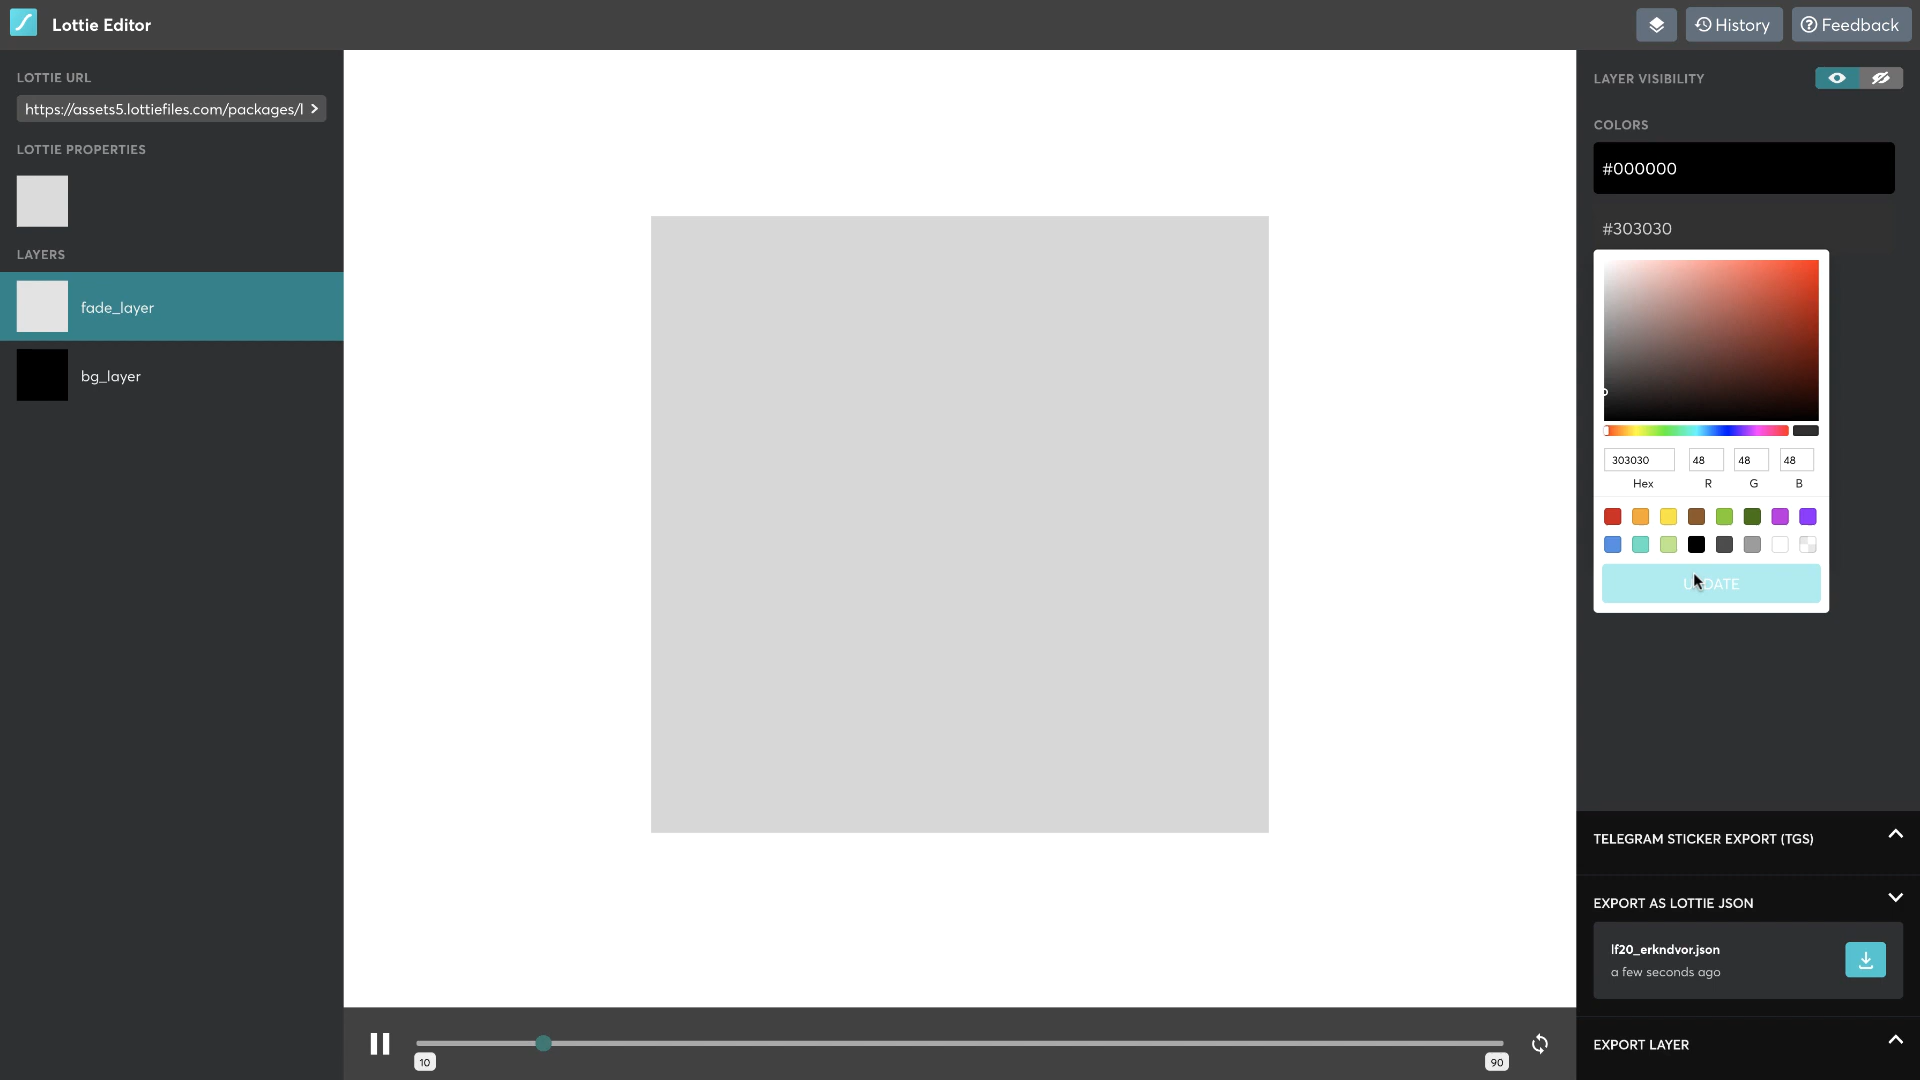 Lottie Editor
History
Feedback
LOTTIE URL
https://assets5.lottiefiles.com/packages/l
LOTTIE PROPERTIES
LAYERS
fade_layer
bg_layer
10
90
LAYER VISIBILITY
COLORS
#000000
#303030
303030 48 48 48
Hex R G B
UPDATE
TELEGRAM STICKER EXPORT (TGS)
EXPORT AS LOTTIE JSON
lf20_erkndvor.json
a few seconds ago
EXPORT LAYER